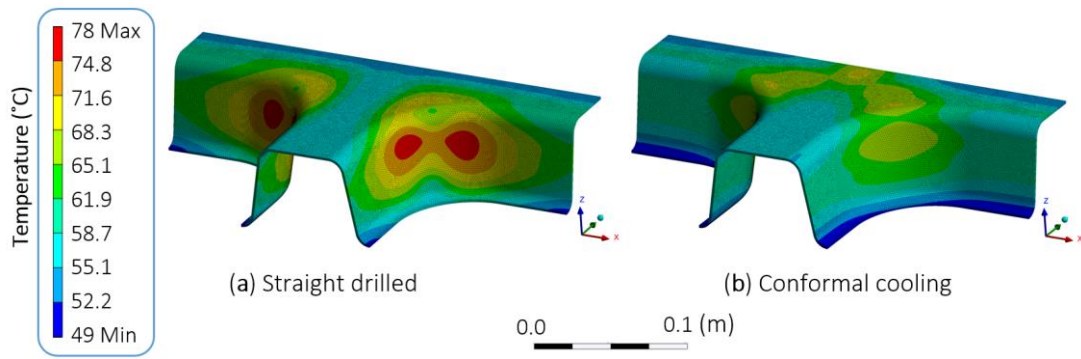 Temperature (˚C)
78 Max
74.8
71.6
68.3
65.1
61.9
58.7
55.1
52.2
49 Min
z
x
z
x
(a) Straight drilled
(b) Conformal cooling
0.0
0.1 (m)